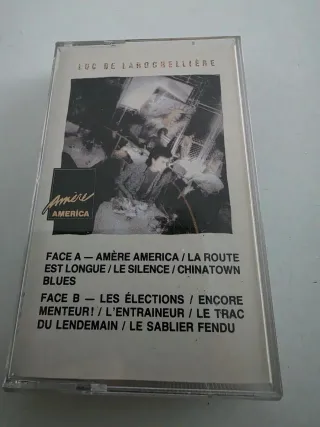 LUC DE LAROCHELLIÈRE
amère
AMERICA
FACE A — AMÈRE AMERICA / LA ROUTE
EST LONGUE / LE SILENCE / CHINATOWN
BLUES
FACE B — LES ÉLECTIONS / ENCORE
MENTEUR! / L'ENTRAINEUR / LE TRAC
DU LENDEMAIN / LE SABLIER FENDU